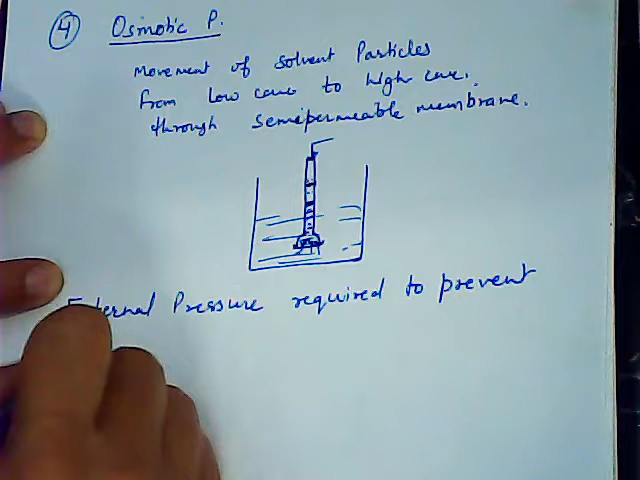 4 Osmotic P.
Movement of solvent Particles
from low conc to high conc.
through semipermeable membrane.
External Pressure required to prevent